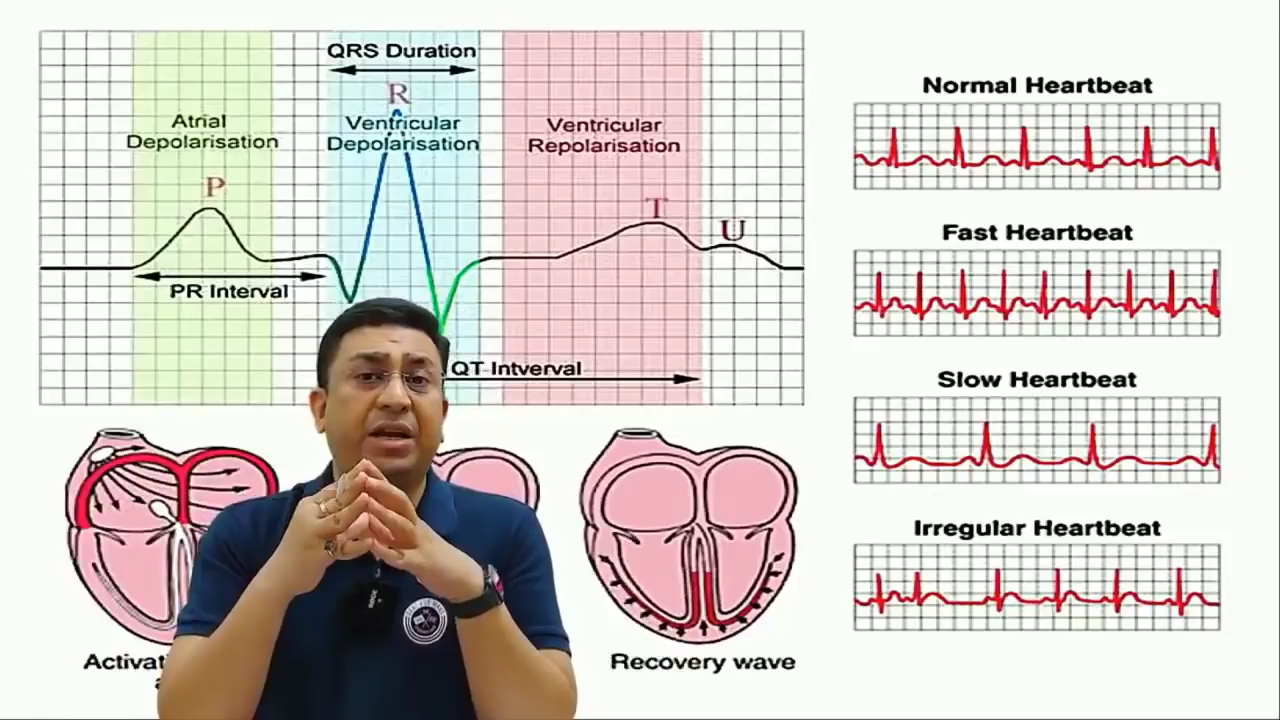 QRS Duration
R
Atrial
Depolarisation
Ventricular
Depolarisation
Ventricular
Repolarisation
P
T
U
PR Interval
QT Intverval
Recovery wave
Normal Heartbeat
Fast Heartbeat
Slow Heartbeat
Irregular Heartbeat